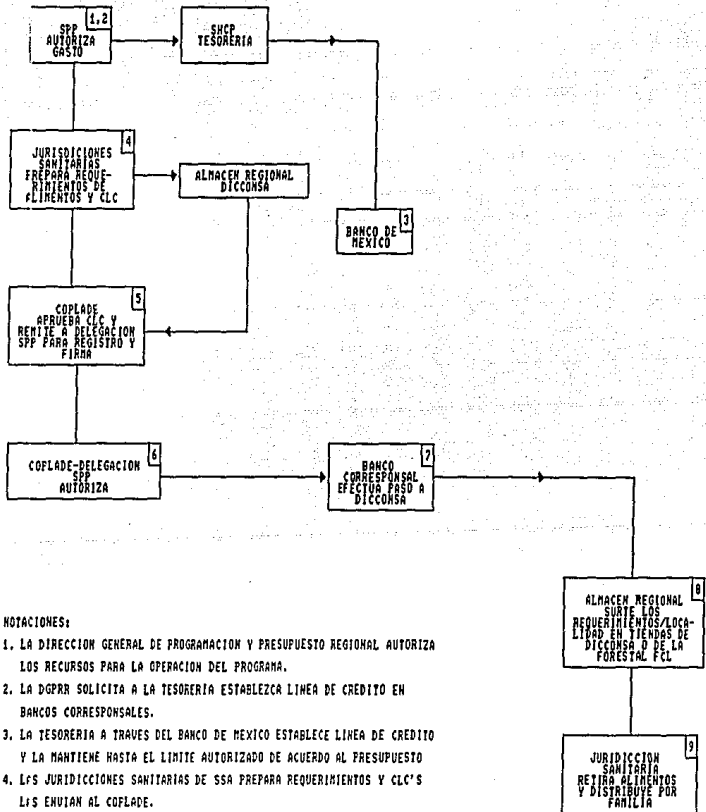 1,2
SPP
AUTORIZA
GASTO
SHCP
TESORERIA
4
JURISDICIONES
SANITARIAS
PREPARA REQUE-
RIMIENTOS DE
ALIMENTOS Y CLC
ALMACEN REGIONAL
DICCONSA
3
BANCO DE
MEXICO
5
COPLADE
APRUEBA CLC Y
REMITE A DELEGACION
SPP PARA REGISTRO Y
FIRMA
6
COFLADE-DELEGACION
SPP
AUTORIZA
7
BANCO
CORRESPONSAL
EFECTUA PASO A
DICCONSA
8
ALMACEN REGIONAL
SURTE LOS
REQUERIMIENTOS/LOCA-
LIDAD EN TIENDAS DE
DICCONSA O DE LA
FORESTAL FCL
9
JURIDICCION
SANITARIA
RETIRA ALIMENTOS
Y DISTRIBUYE POR
FAMILIA
NOTACIONES:
1. LA DIRECCION GENERAL DE PROGRAMACION Y PRESUPUESTO REGIONAL AUTORIZA
LOS RECURSOS PARA LA OPERACION DEL PROGRAMA.
2. LA DGPRR SOLICITA A LA TESORERIA ESTABLEZCA LINEA DE CREDITO EN
BANCOS CORRESPONSALES.
3. LA TESORERIA A TRAVES DEL BANCO DE MEXICO ESTABLECE LINEA DE CREDITO
Y LA MANTIENE HASTA EL LIMITE AUTORIZADO DE ACUERDO AL PRESUPUESTO
4. LFS JURIDICCIONES SANITARIAS DE SSA PREPARA REQUERIMIENTOS Y CLC'S
LFS ENVIAN AL COFLADE.